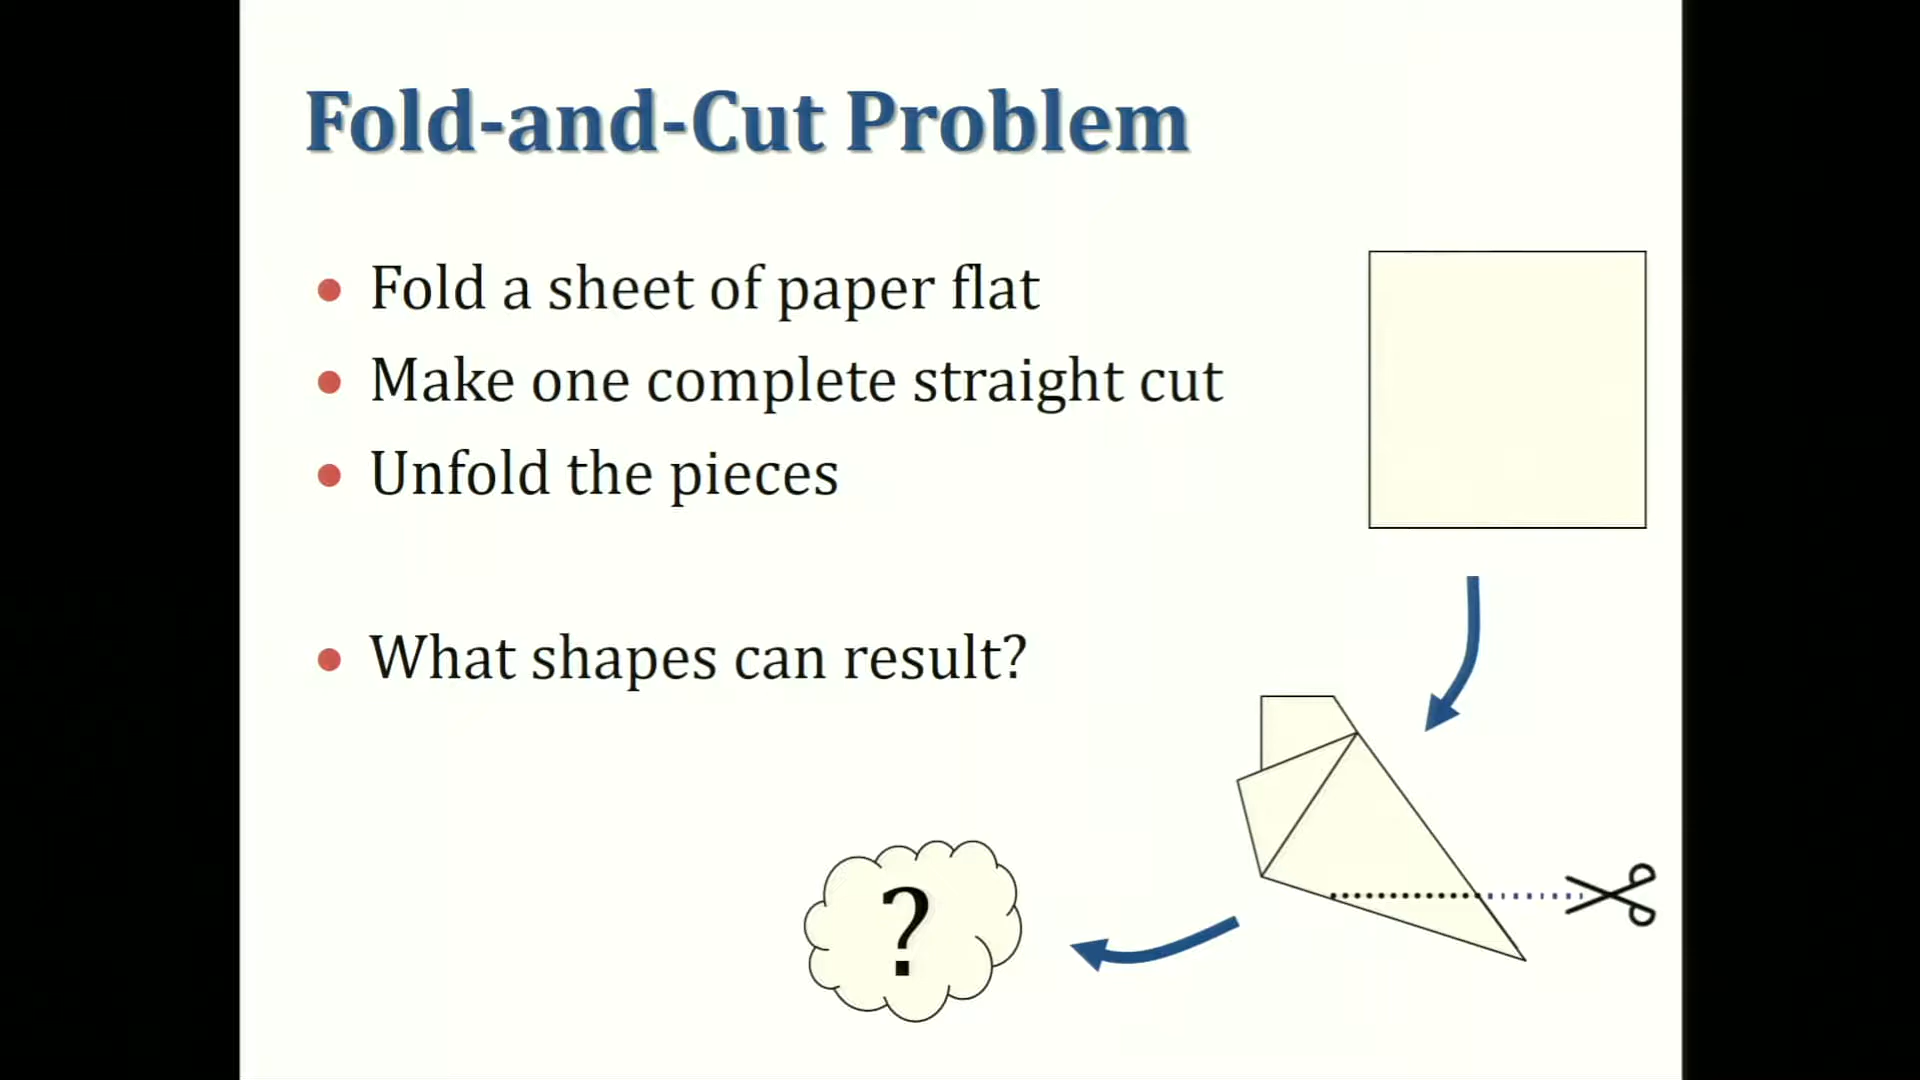 Fold-and-Cut Problem
• Fold a sheet of paper flat
• Make one complete straight cut
• Unfold the pieces
• What shapes can result?
?